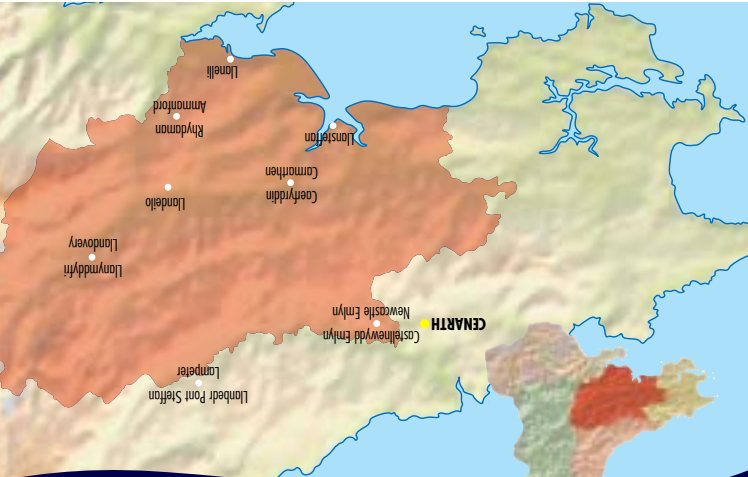 CENARTH
Castellnewydd Emlyn
Newcastle Emlyn
Llanbedr Pont Steffan
Lampeter
Llanymddyfri
Llandovery
Llandeilo
Caerfyrddin
Carmarthen
Llansteffan
Rhydaman
Ammanford
Llanelli